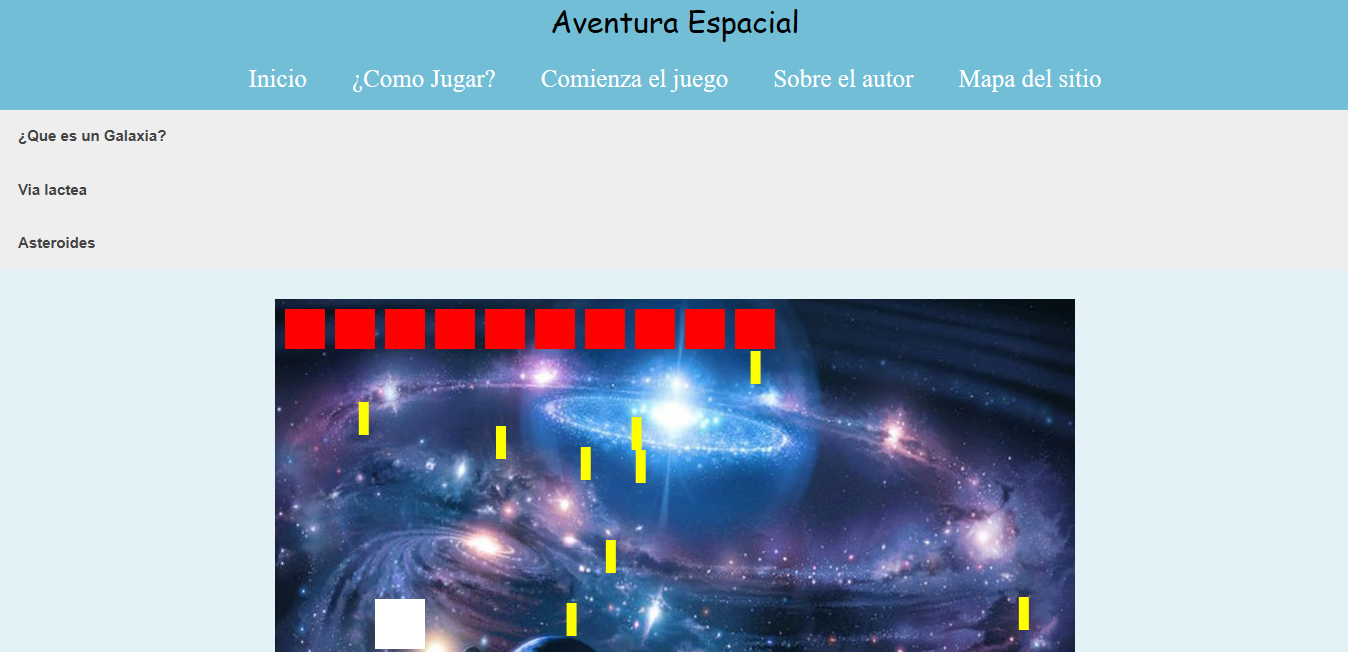 Aventura Espacial
Inicio ¿Como Jugar? Comienza el juego Sobre el autor Mapa del sitio
¿Que es un Galaxia?
Via lactea
Asteroides